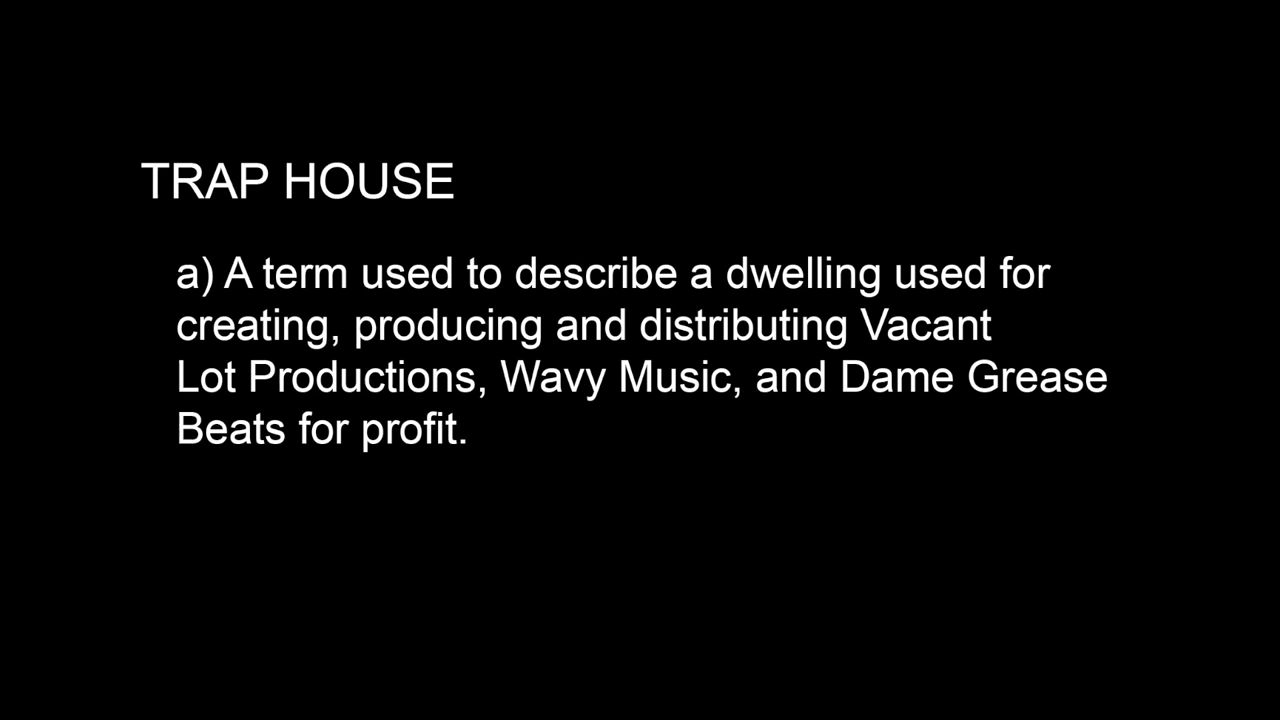 TRAP HOUSE
a) A term used to describe a dwelling used for
creating, producing and distributing Vacant
Lot Productions, Wavy Music, and Dame Grease
Beats for profit.